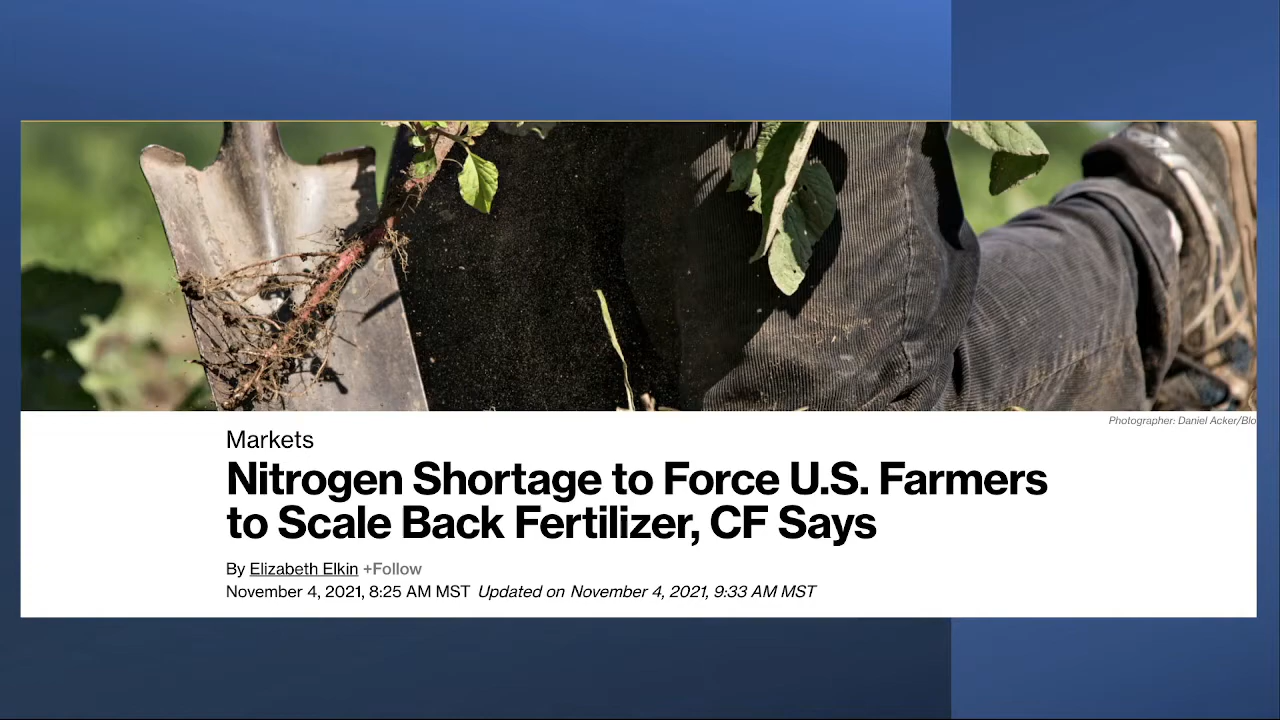 Photographer: Daniel Acker/Blo
Markets
Nitrogen Shortage to Force U.S. Farmers
to Scale Back Fertilizer, CF Says
By Elizabeth Elkin +Follow
November 4, 2021, 8:25 AM MST Updated on November 4, 2021, 9:33 AM MST